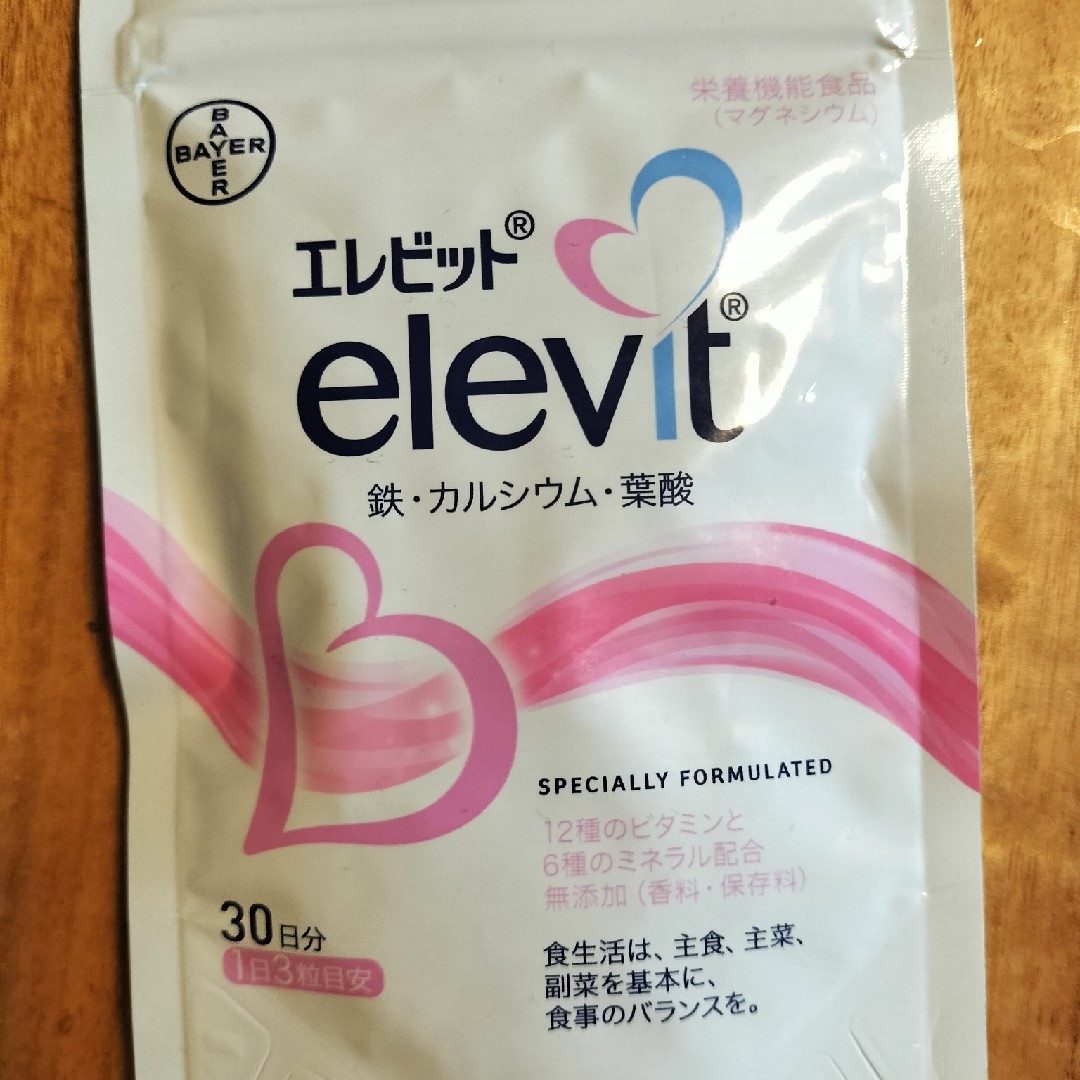 BAYER
BAYER
栄養機能食品
(マグネシウム)
エレビット®
elevit®
鉄・カルシウム・葉酸
SPECIALLY FORMULATED
12種のビタミンと
6種のミネラル配合
無添加(香料・保存料)
30日分
1日3粒目安
食生活は、主食、主菜、
副菜を基本に、
食事のバランスを。